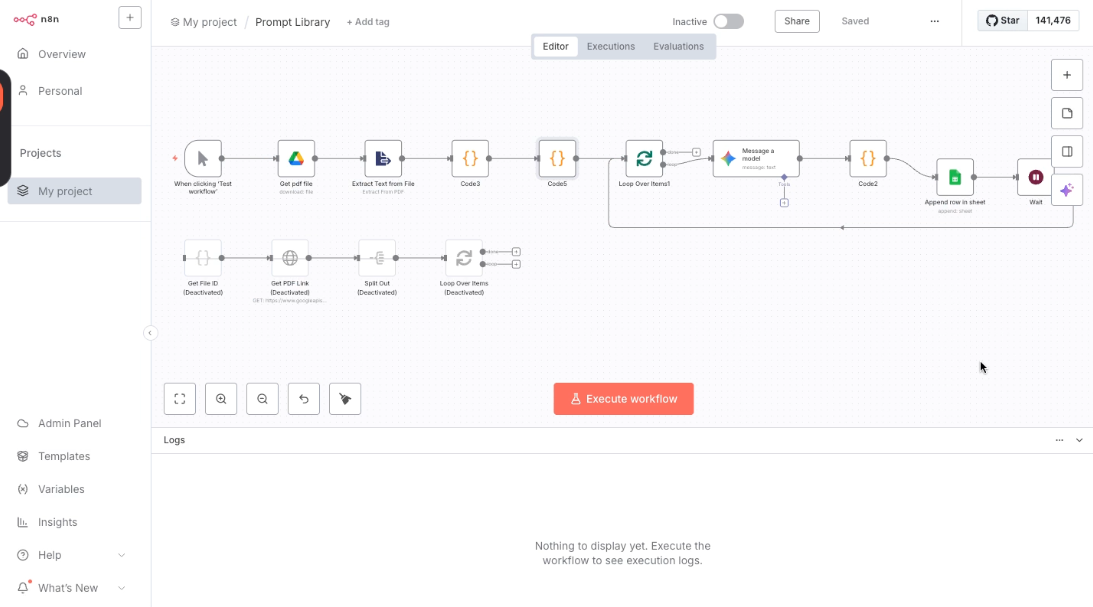 n8n
My project / Prompt Library + Add tag
Inactive
Share
Saved
...
Star 141,476
Editor Executions Evaluations
Overview
Personal
Projects
My project
When clicking 'Test
workflow'
Get pdf file
download: file
Extract Text from File
Extract From PDF
Code3
Code5
Loop Over Items1
done
loop
Message a
model
message: text
Tools
Code2
Append row in sheet
append: sheet
Wait
Get File ID
(Deactivated)
Get PDF Link
(Deactivated)
GET: https://www.googleapis...
Split Out
(Deactivated)
Loop Over Items
(Deactivated)
Execute workflow
Logs
Nothing to display yet. Execute the
workflow to see execution logs.
Admin Panel
Templates
Variables
Insights
Help
What's New